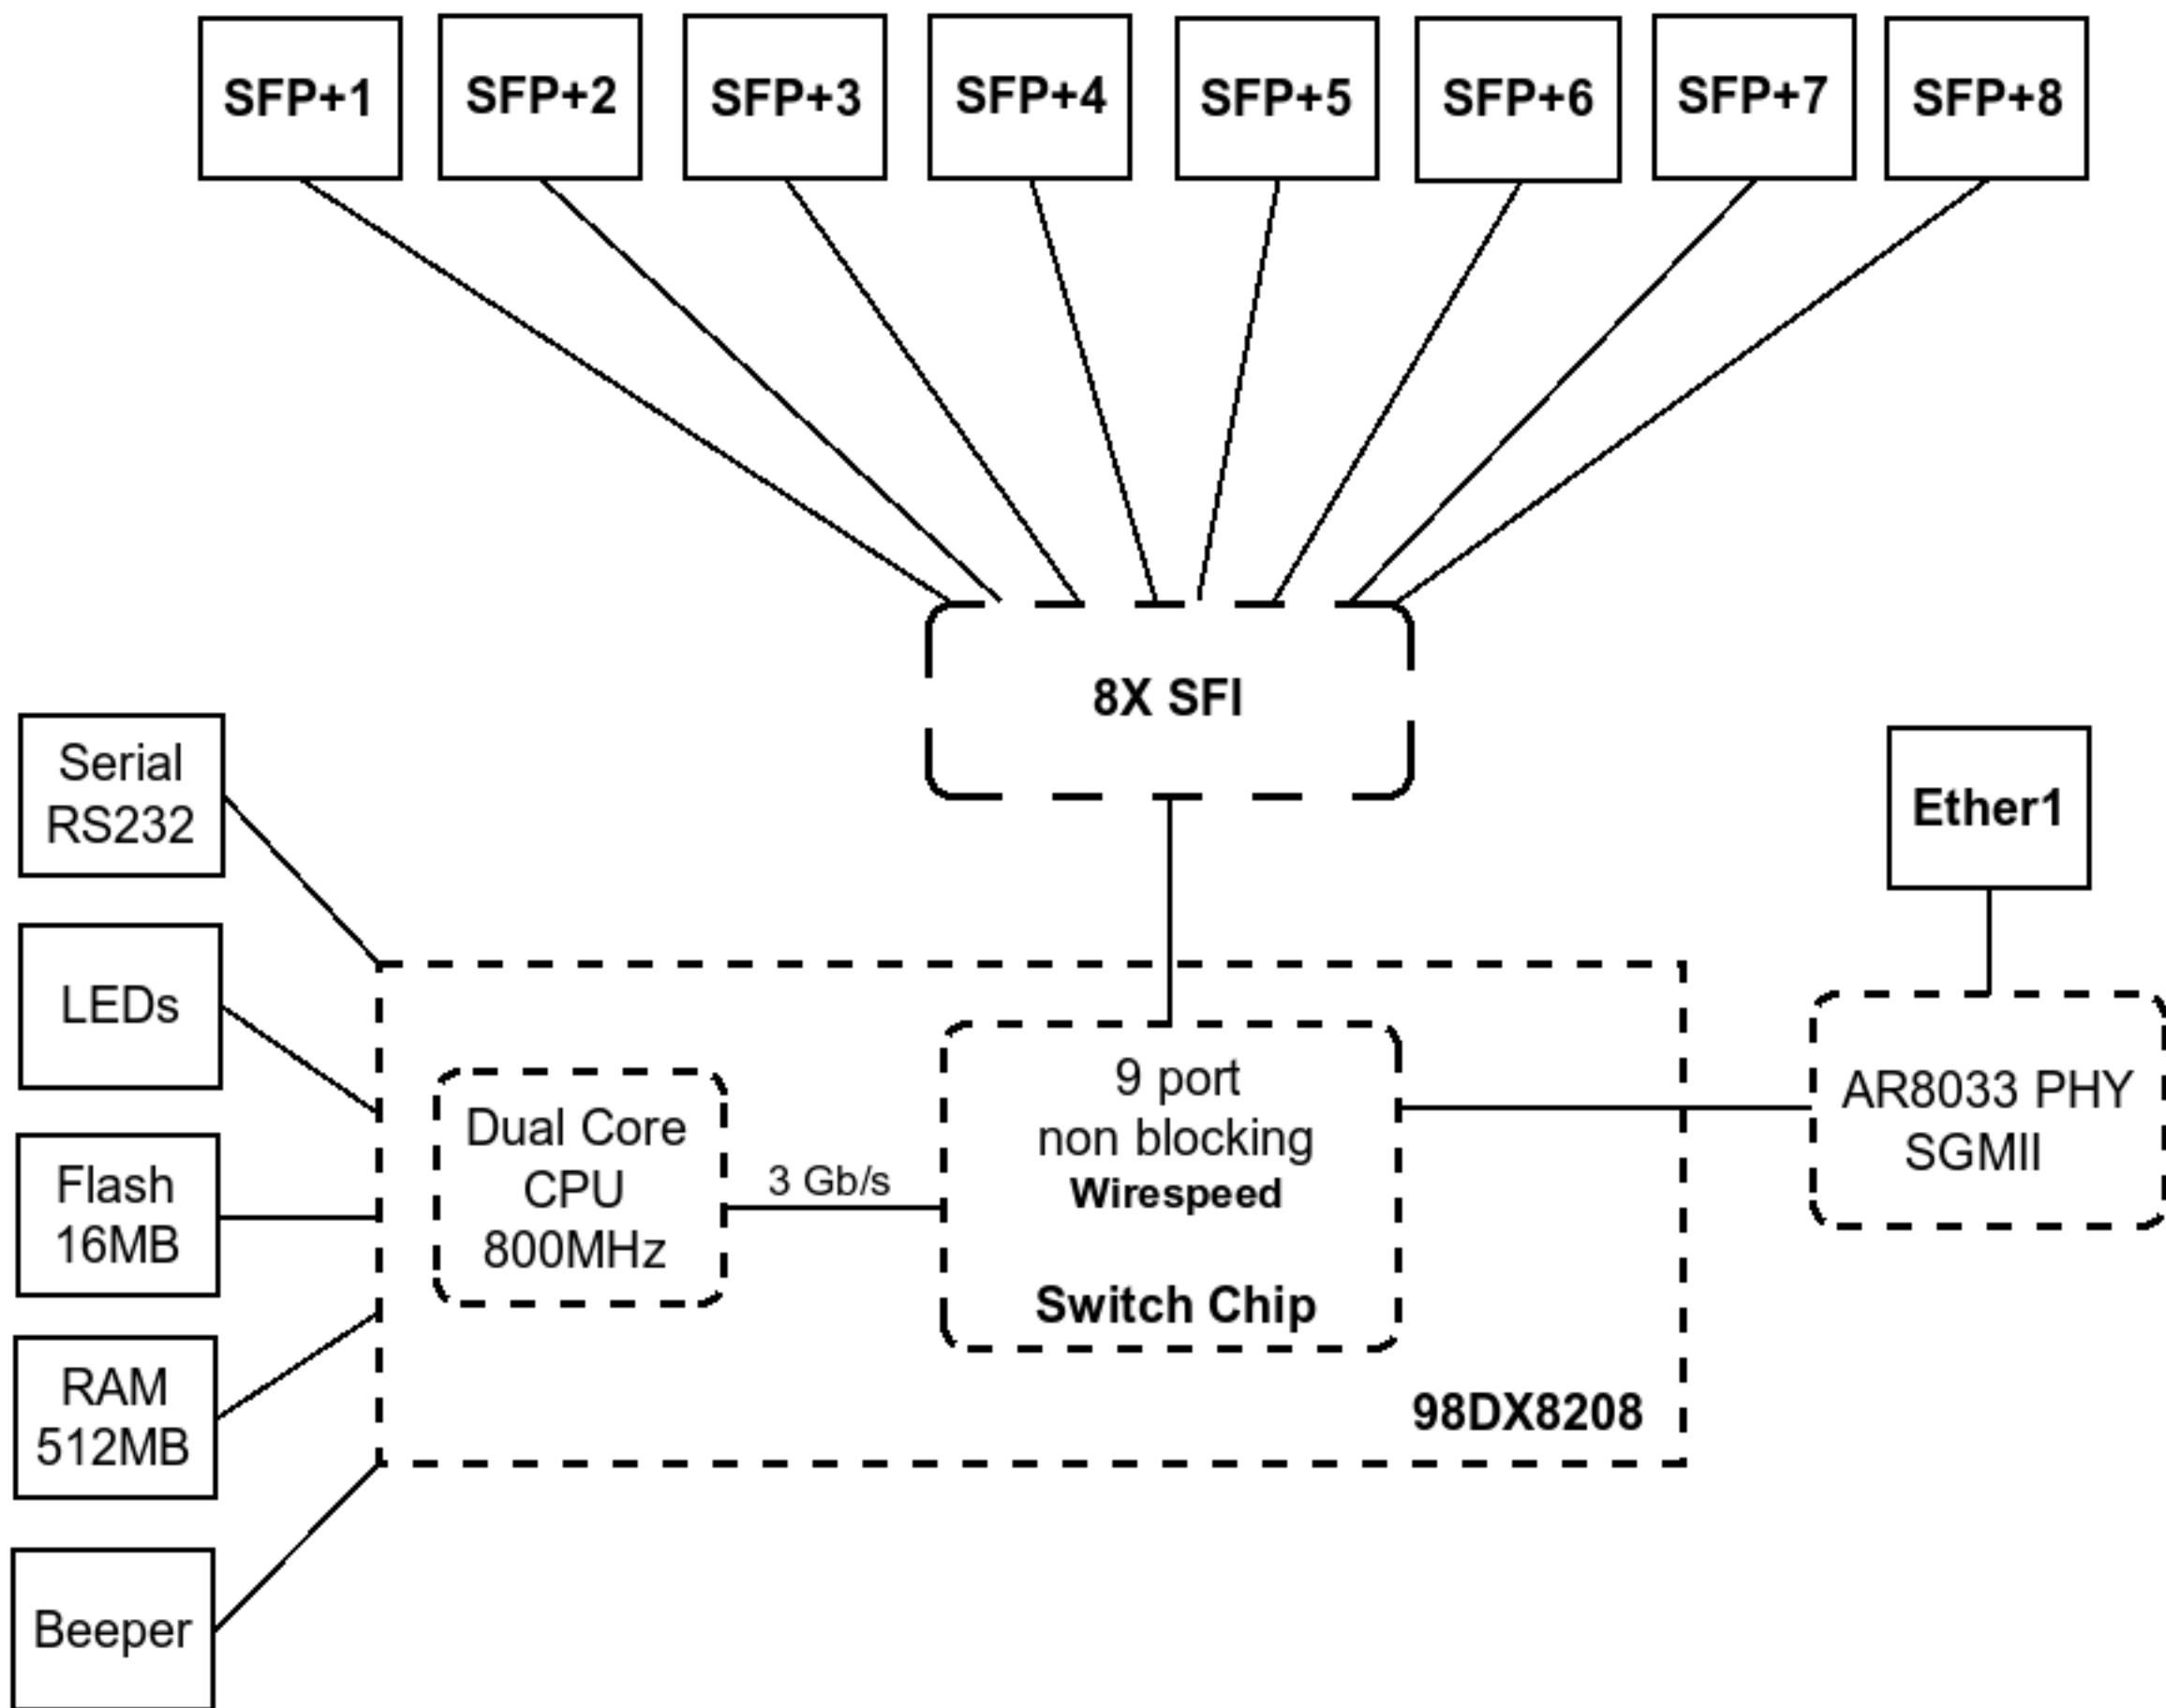 SFP+1
SFP+2
SFP+3
SFP+4
SFP+5
SFP+6
SFP+7
SFP+8
8X SFI
Serial
RS232
LEDs
Flash
16MB
RAM
512MB
Beeper
Dual Core
CPU
800MHz
3 Gb/s
9 port
non blocking
Wirespeed
Switch Chip
98DX8208
Ether1
AR8033 PHY
SGMII